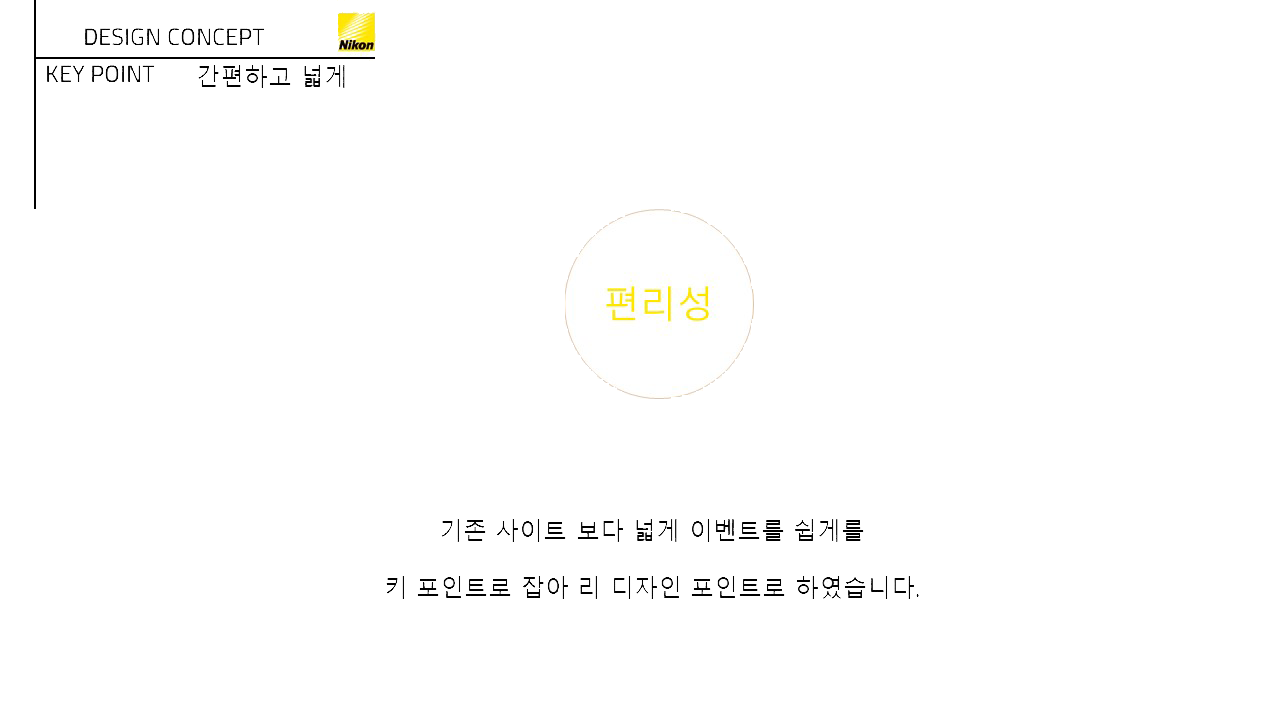 DESIGN CONCEPT
Nikon
KEY POINT 간편하고 넓게
편리성
기존 사이트 보다 넓게 이벤트를 쉽게를
키 포인트로 잡아 리 디자인 포인트로 하였습니다.